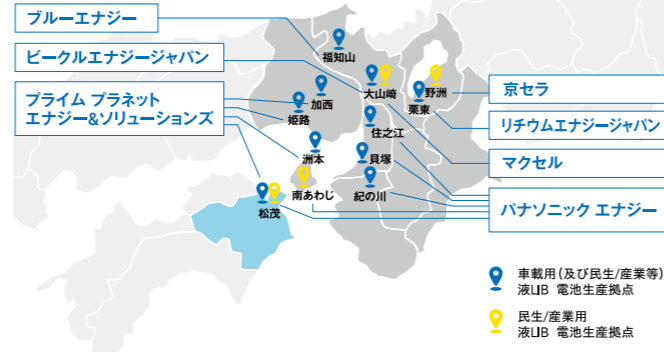 ブルーエナジー
ビークルエナジージャパン
プライム プラネット
エナジー&ソリューションズ
福知山
加西
姫路
洲本
南あわじ
松茂
大山崎
野洲
栗東
住之江
貝塚
紀の川
京セラ
リチウムエナジージャパン
マクセル
パナソニック エナジー
車載用(及び民生/産業等)
液LIB 電池生産拠点
民生/産業用
液LIB 電池生産拠点